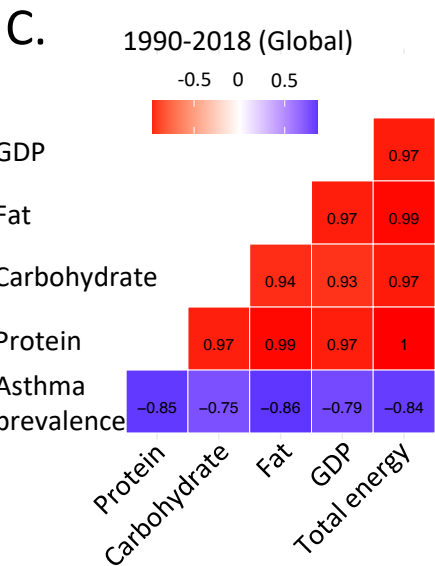 C.
1990-2018 (Global)
-0.5 0 0.5
GDP 0.97
Fat 0.97 0.99
Carbohydrate 0.94 0.93 0.97
Protein 0.97 0.99 0.97 1
Asthma
prevalence −0.85 −0.75 −0.86 −0.79 −0.84
Protein
Carbohydrate
Fat
GDP
Total energy